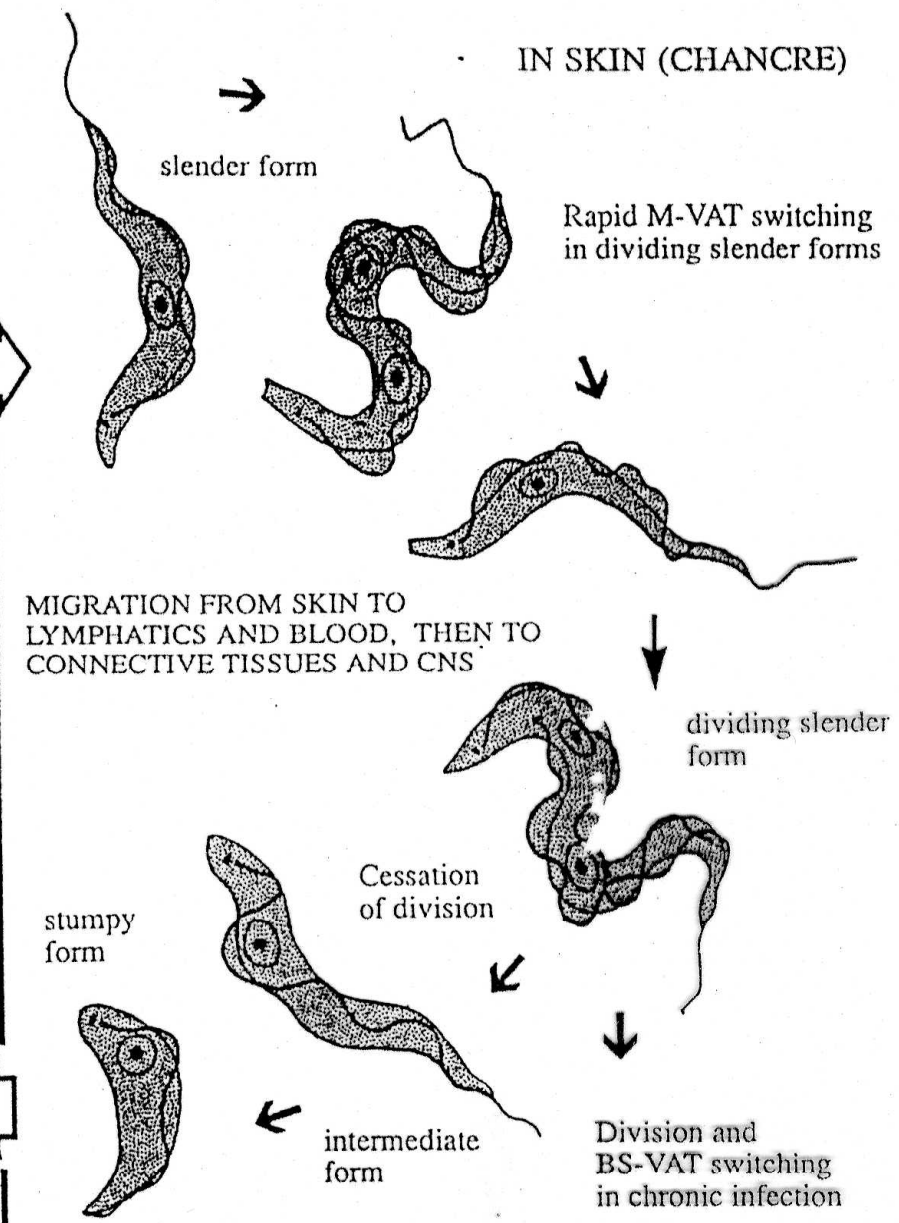 IN SKIN (CHANCRE)
slender form
Rapid M-VAT switching
in dividing slender forms
MIGRATION FROM SKIN TO
LYMPHATICS AND BLOOD, THEN TO
CONNECTIVE TISSUES AND CNS
dividing slender
form
Cessation
of division
stumpy
form
intermediate
form
Division and
BS-VAT switching
in chronic infection